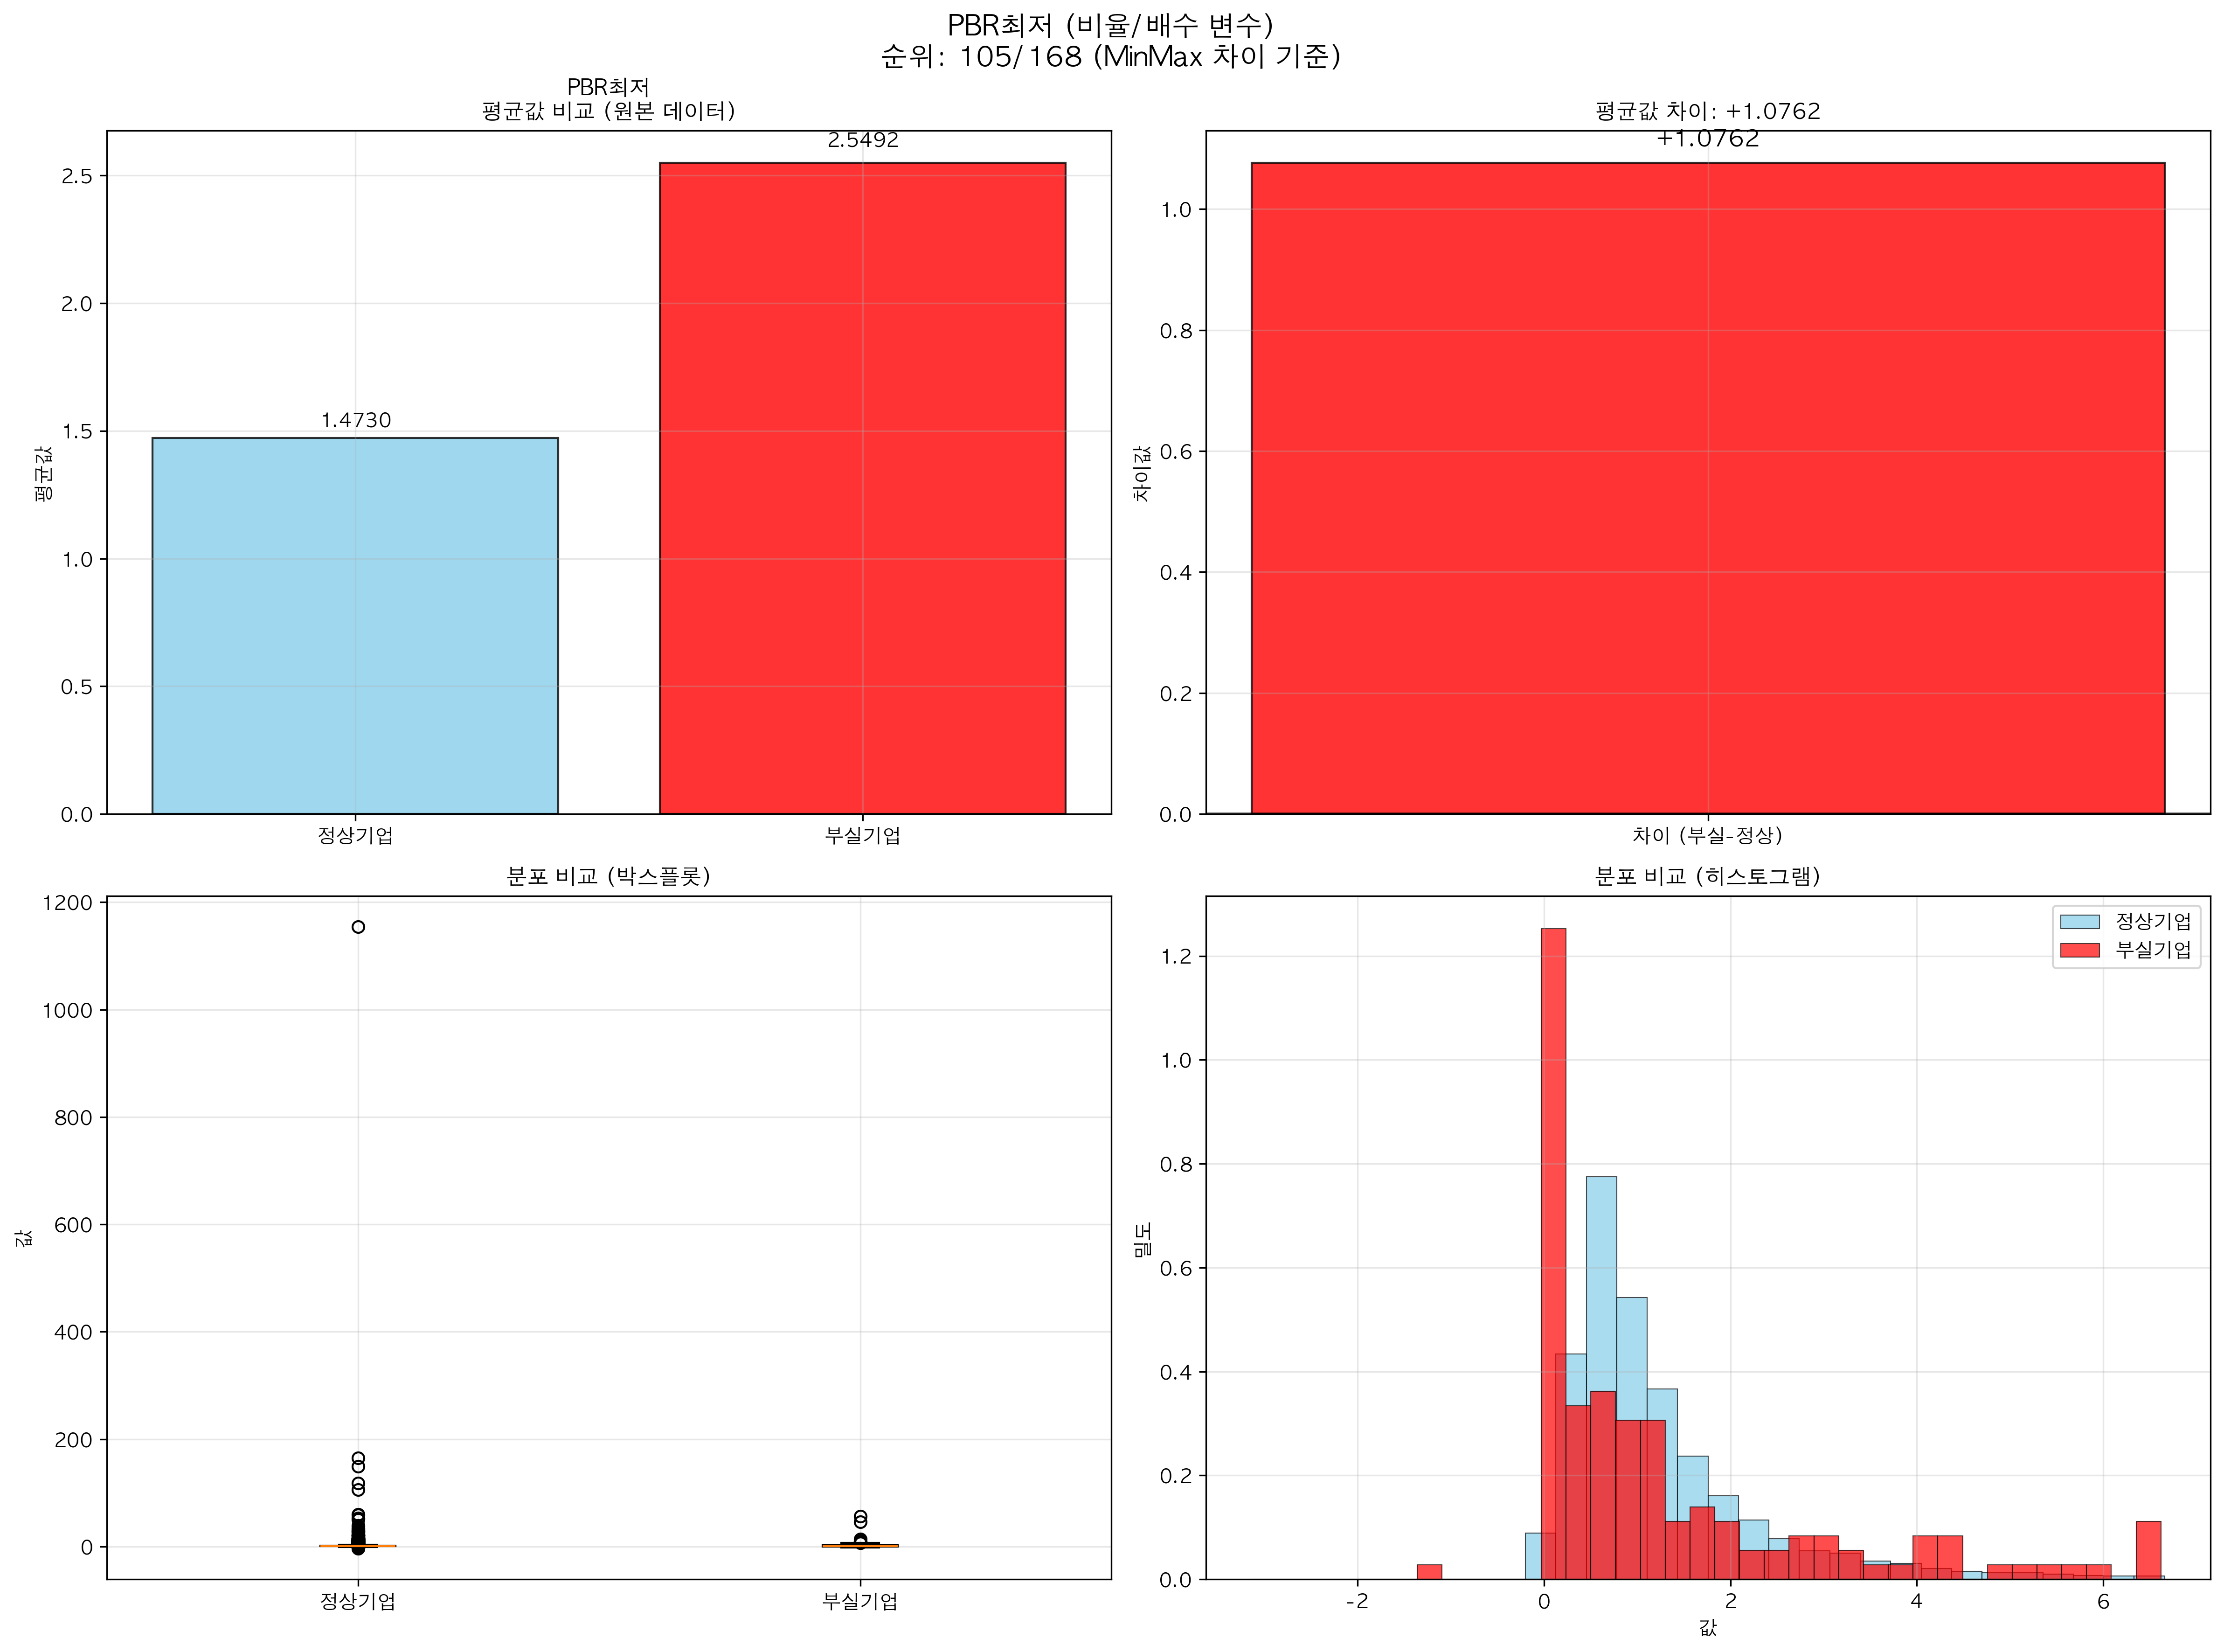 PBR최저 (비율/배수 변수)
순위: 105/168 (MinMax 차이 기준)
PBR최저
평균값 비교 (원본 데이터)
평균값
2.5
2.0
1.5
1.0
0.5
0.0
1.4730
2.5492
정상기업
부실기업
평균값 차이: +1.0762
+1.0762
차이값
1.0
0.8
0.6
0.4
0.2
0.0
차이 (부실-정상)
분포 비교 (박스플롯)
값
1200
1000
800
600
400
200
0
정상기업
부실기업
분포 비교 (히스토그램)
정상기업
부실기업
밀도
1.2
1.0
0.8
0.6
0.4
0.2
0.0
-2
0
2
4
6
값